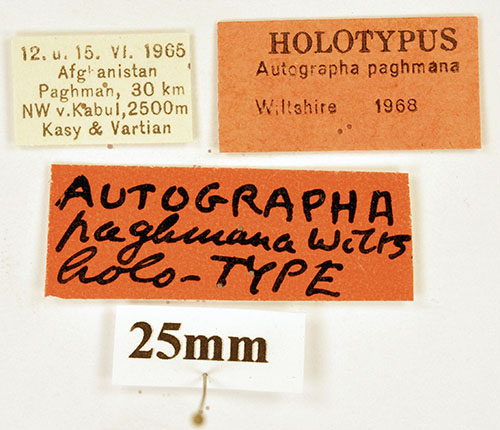 12. u. 15. VI. 1965
Afghanistan
Paghman, 30 km
NW v.Kabul,2500m
Kasy & Vartian
HOLOTYPUS
Autographa paghmana
Wiltshire 1968
AUTOGRAPHA
paghmana Wilts
holo-TYPE
25mm